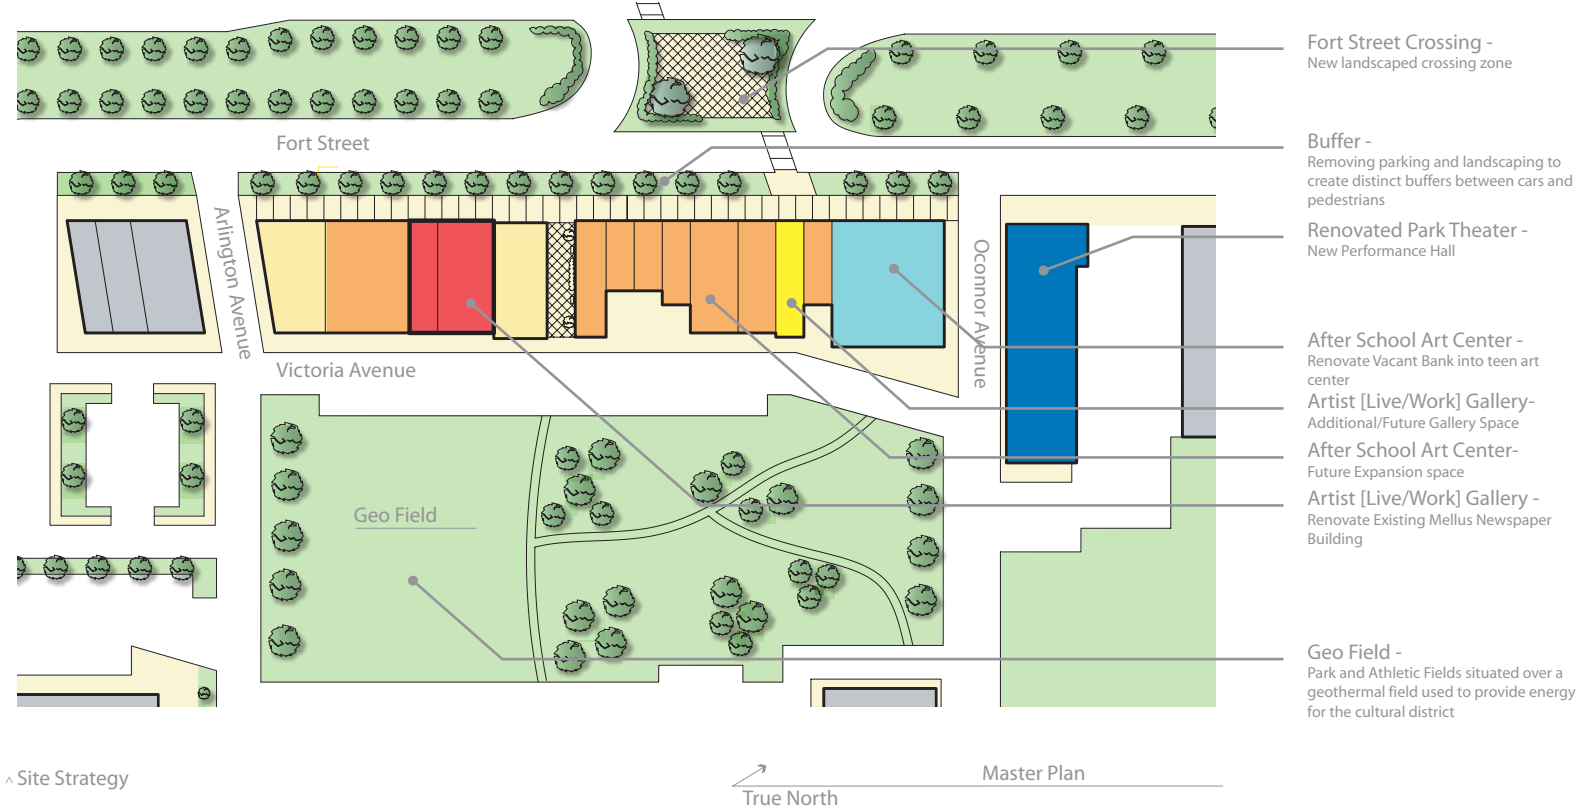 Fort Street Crossing -
New landscaped crossing zone
Fort Street
Buffer -
Removing parking and landscaping to
create distinct buffers between cars and
pedestrians
Arlington Avenue
Oconnor Avenue
Renovated Park Theater -
New Performance Hall
After School Art Center -
Renovate Vacant Bank into teen art
center
Victoria Avenue
Artist [Live/Work] Gallery-
Additional/Future Gallery Space
After School Art Center-
Future Expansion space
Artist [Live/Work] Gallery -
Renovate Existing Mellus Newspaper
Building
Geo Field
Geo Field -
Park and Athletic Fields situated over a
geothermal field used to provide energy
for the cultural district
^ Site Strategy
Master Plan
True North